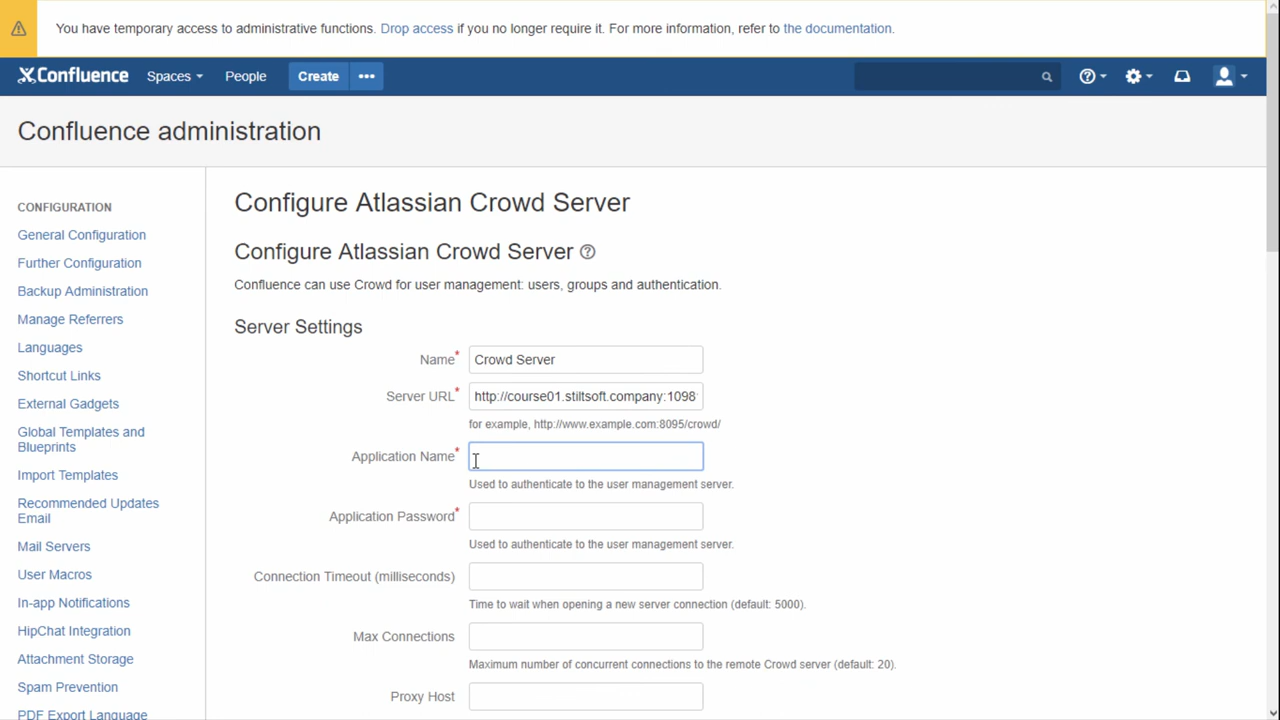 You have temporary access to administrative functions. Drop access if you no longer require it. For more information, refer to the documentation.
Confluence Spaces People Create •••
Confluence administration
CONFIGURATION
General Configuration
Further Configuration
Backup Administration
Manage Referrers
Languages
Shortcut Links
External Gadgets
Global Templates and
Blueprints
Import Templates
Recommended Updates
Email
Mail Servers
User Macros
In-app Notifications
HipChat Integration
Attachment Storage
Spam Prevention
PDF Export Language
Configure Atlassian Crowd Server
Configure Atlassian Crowd Server
Confluence can use Crowd for user management: users, groups and authentication.
Server Settings
Name* Crowd Server
Server URL* http://course01.stiltsoft.company:1098
for example, http://www.example.com:8095/crowd/
Application Name*
Used to authenticate to the user management server.
Application Password*
Used to authenticate to the user management server.
Connection Timeout (milliseconds)
Time to wait when opening a new server connection (default: 5000).
Max Connections
Maximum number of concurrent connections to the remote Crowd server (default: 20).
Proxy Host